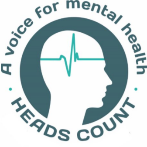 A voice for mental health
HEADS COUNT